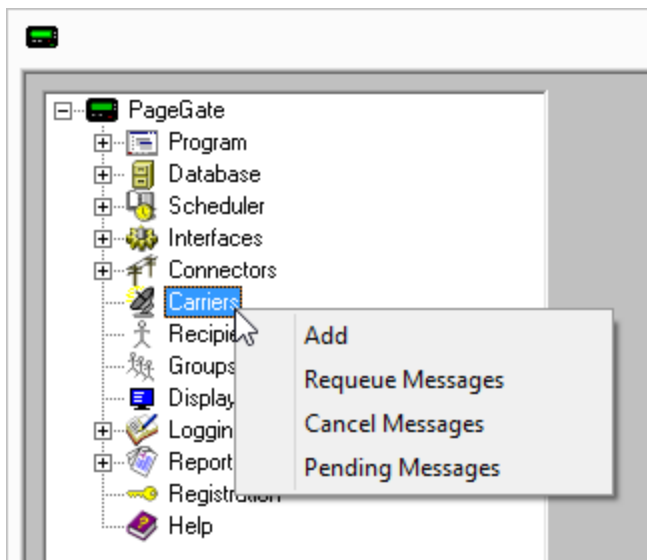 PageGate
Program
Database
Scheduler
Interfaces
Connectors
Carriers
Recipie
Groups
Display
Loggin
Report
Registration
Help
Add
Requeue Messages
Cancel Messages
Pending Messages